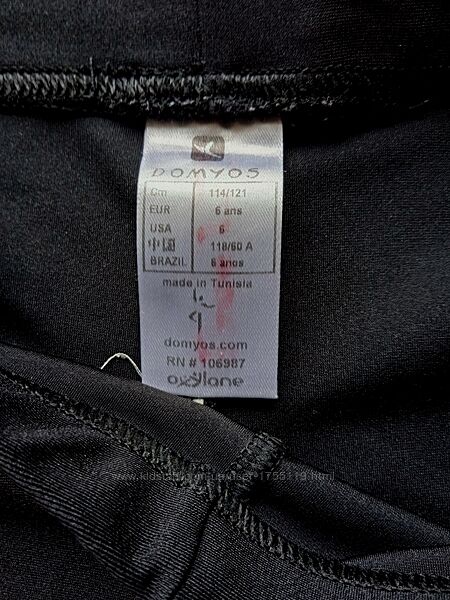 DOMYOS
Cm 114/121
EUR 6 ans
USA 6
中国 118/60 A
BRAZIL 6 anos
made in Tunisia
domyos.com
RN # 106987
oxylane